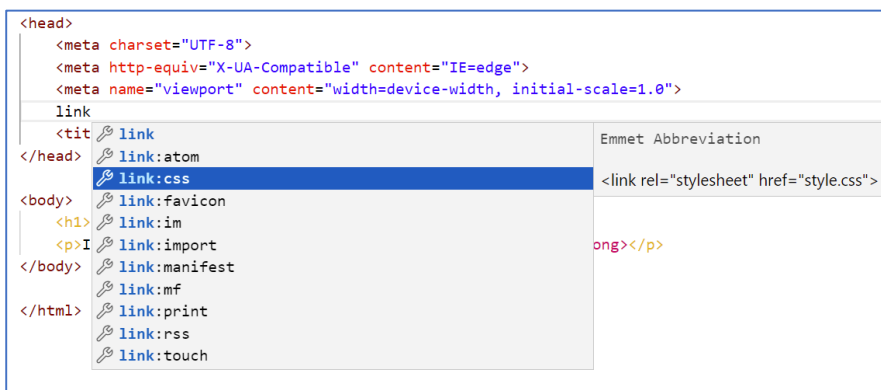 <head>
<meta charset="UTF-8">
<meta http-equiv="X-UA-Compatible" content="IE=edge">
<meta name="viewport" content="width=device-width, initial-scale=1.0">
link
<tit
link
Emmet Abbreviation
</head>
link:atom
link:css
<link rel="stylesheet" href="style.css">
<body>
link:favicon
<h1>
link:im
<p>I
link:import
ong></p>
</body>
link:manifest
link:mf
</html>
link:print
link:rss
link:touch